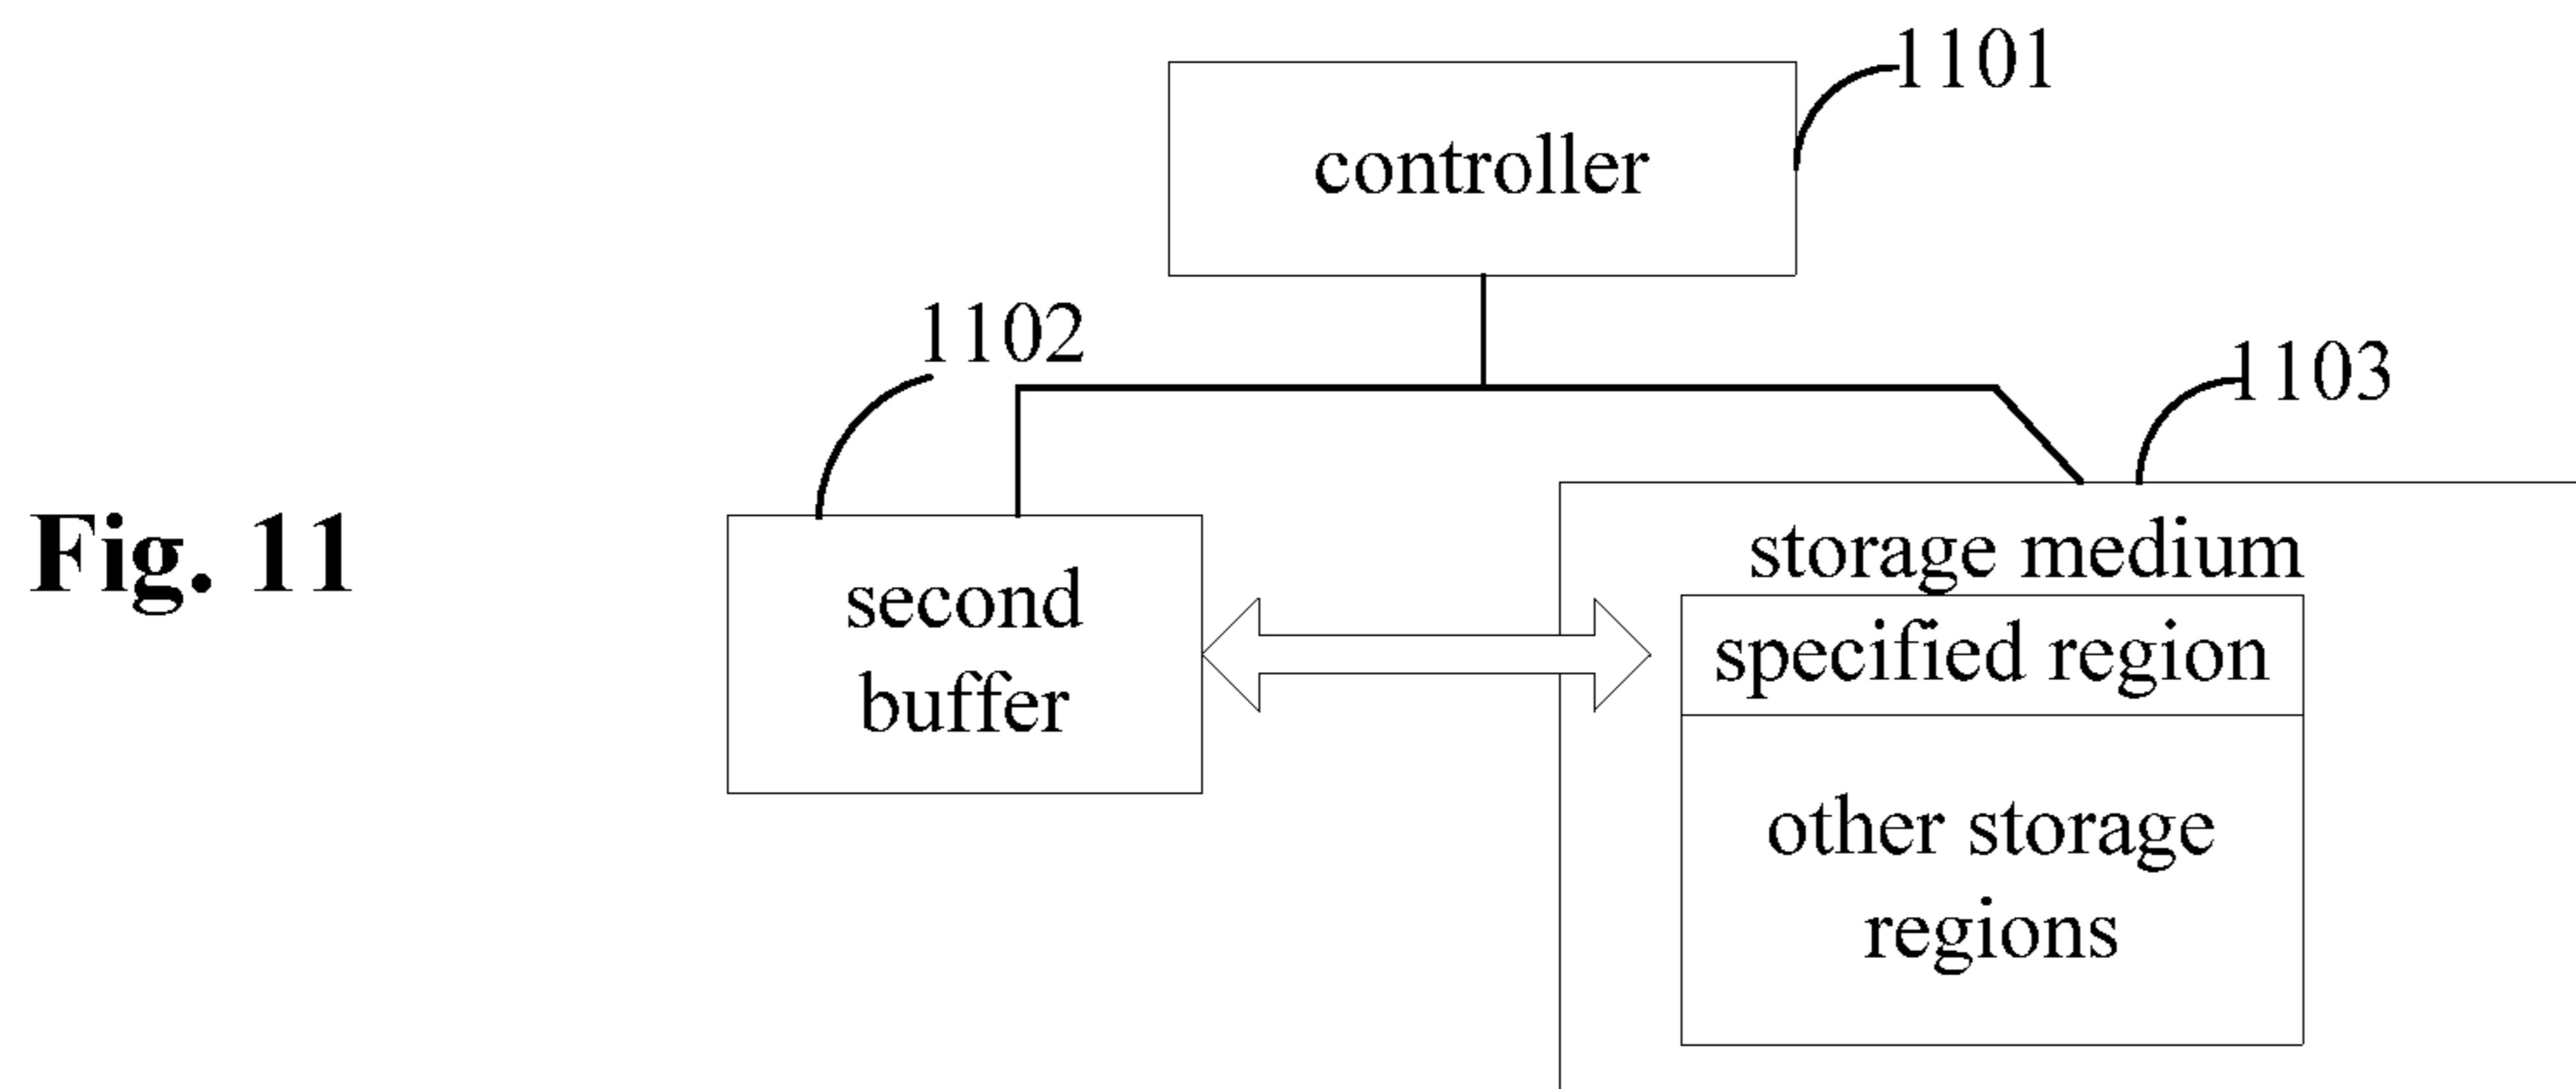 1101
controller
1102
1103
Fig. 11
second
buffer
storage medium
specified region
other storage
regions